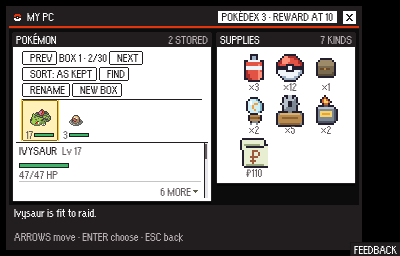 MY PC
POKÉDEX 3 · REWARD AT 10 X
POKÉMON 2 STORED
PREV BOX 1 · 2/30 NEXT
SORT: AS KEPT FIND
RENAME NEW BOX
17 3
IVYSAUR Lv 17
47/47 HP
6 MORE
SUPPLIES 7 KINDS
×3 ×12 ×1
×2 ×5 ×2
₽110
Ivysaur is fit to raid.
ARROWS move · ENTER choose · ESC back
FEEDBACK